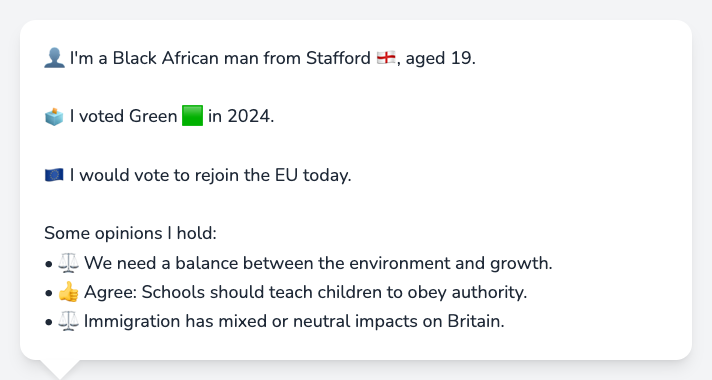 👤 I'm a Black African man from Stafford 🏴󠁧󠁢󠁥󠁮󠁧󠁿, aged 19.
🗳️ I voted Green 🟩 in 2024.
🇪🇺 I would vote to rejoin the EU today.
Some opinions I hold:
• ⚖️ We need a balance between the environment and growth.
• 👍 Agree: Schools should teach children to obey authority.
• ⚖️ Immigration has mixed or neutral impacts on Britain.